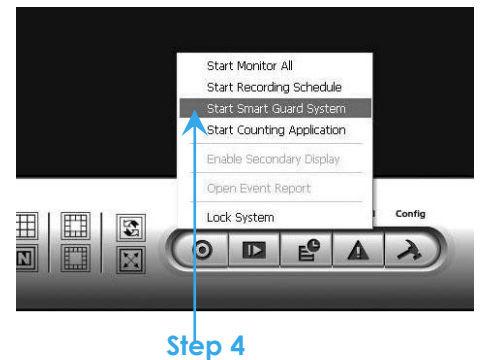 Start Monitor All
Start Recording Schedule
Start Smart Guard System
Start Counting Application
Enable Secondary Display
Open Event Report
Lock System
Config
N
Step 4